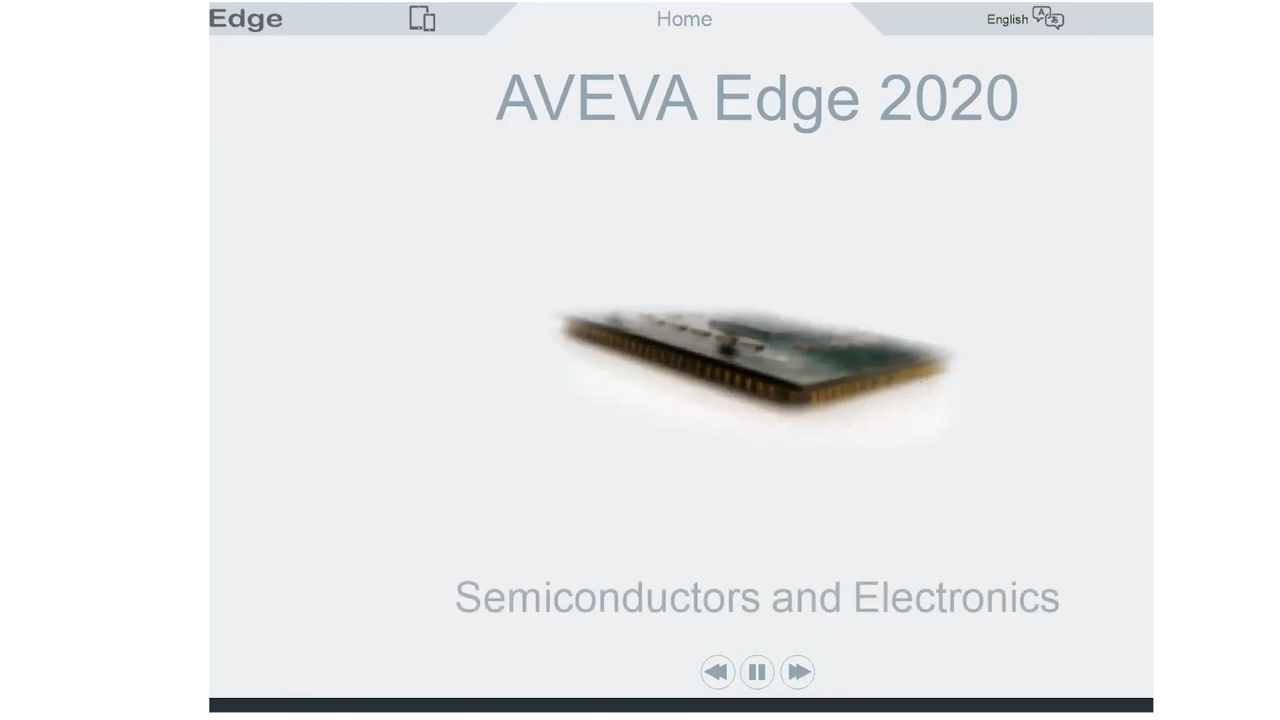 Edge
Home
English
AVEVA Edge 2020
Semiconductors and Electronics